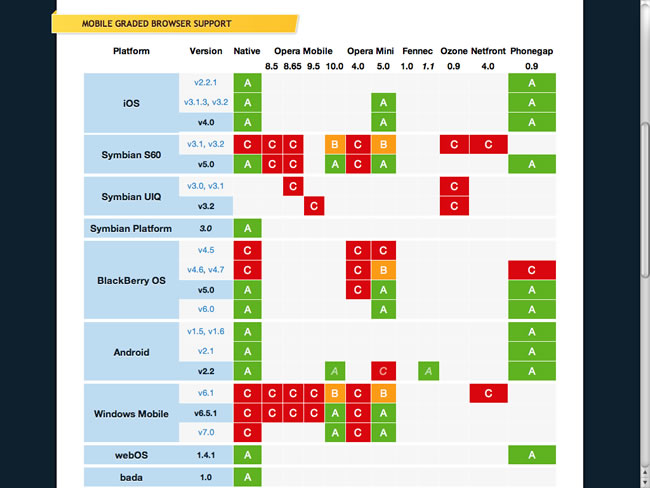 MOBILE GRADED BROWSER SUPPORT
Platform Version Native Opera Mobile Opera Mini Fennec Ozone Netfront Phonegap
8.5 8.65 9.5 10.0 4.0 5.0 1.0 1.1 0.9 4.0 0.9
iOS
v2.2.1 A A
v3.1.3, v3.2 A A A
v4.0 A A A
Symbian S60
v3.1, v3.2 C C C B C B C C
v5.0 A C C A C A A
Symbian UIQ
v3.0, v3.1 C C
v3.2 C C
Symbian Platform 3.0 A
BlackBerry OS
v4.5 C C C
v4.6, v4.7 C C B C
v5.0 A C A A
v6.0 A A A
Android
v1.5, v1.6 A A
v2.1 A A
v2.2 A A C A A
Windows Mobile
v6.1 C C C C B C B C
v6.5.1 C C C C A C A
v7.0 C A C A
webOS 1.4.1 A A
bada 1.0 A